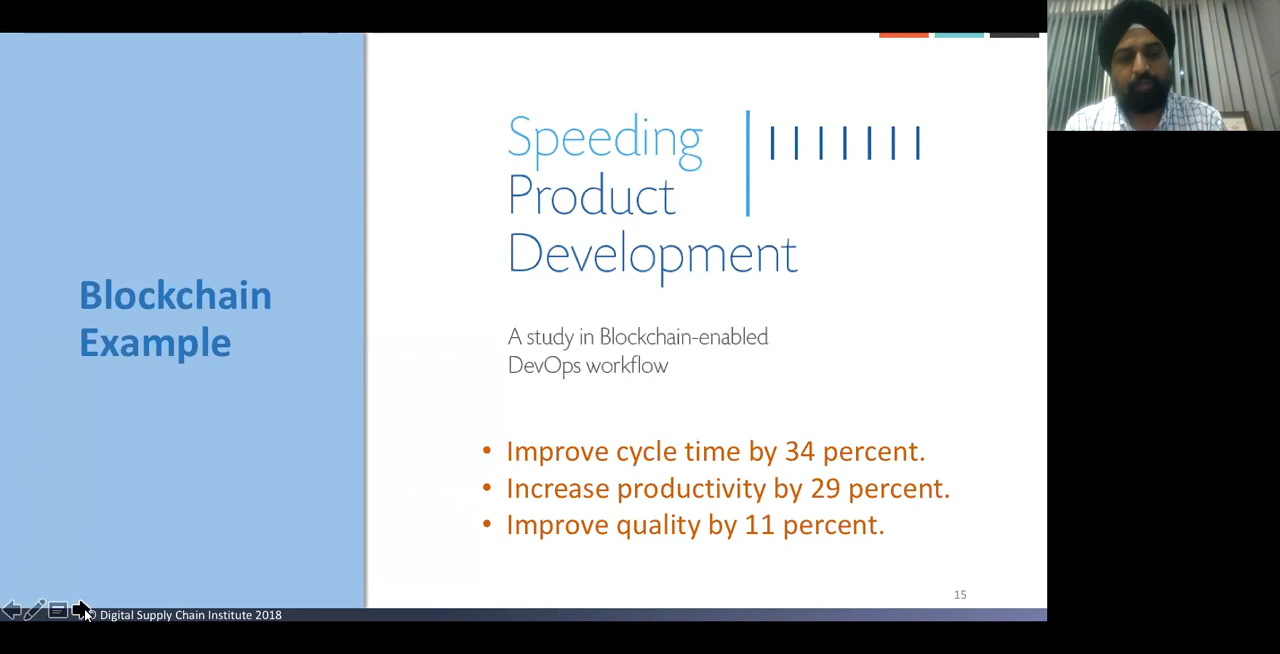 Blockchain
Example
Speeding
Product
Development
A study in Blockchain-enabled
DevOps workflow
• Improve cycle time by 34 percent.
• Increase productivity by 29 percent.
• Improve quality by 11 percent.
15
Digital Supply Chain Institute 2018